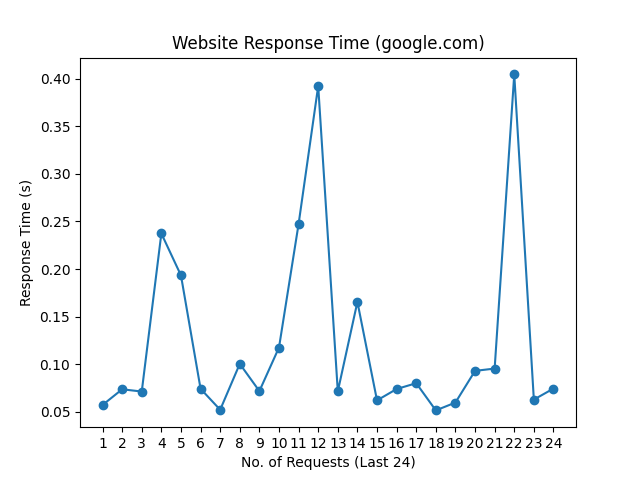 Website Response Time (google.com)
0.40
0.35
0.30
0.25
0.20
0.15
0.10
0.05
Response Time (s)
1 2 3 4 5 6 7 8 9 10 11 12 13 14 15 16 17 18 19 20 21 22 23 24
No. of Requests (Last 24)